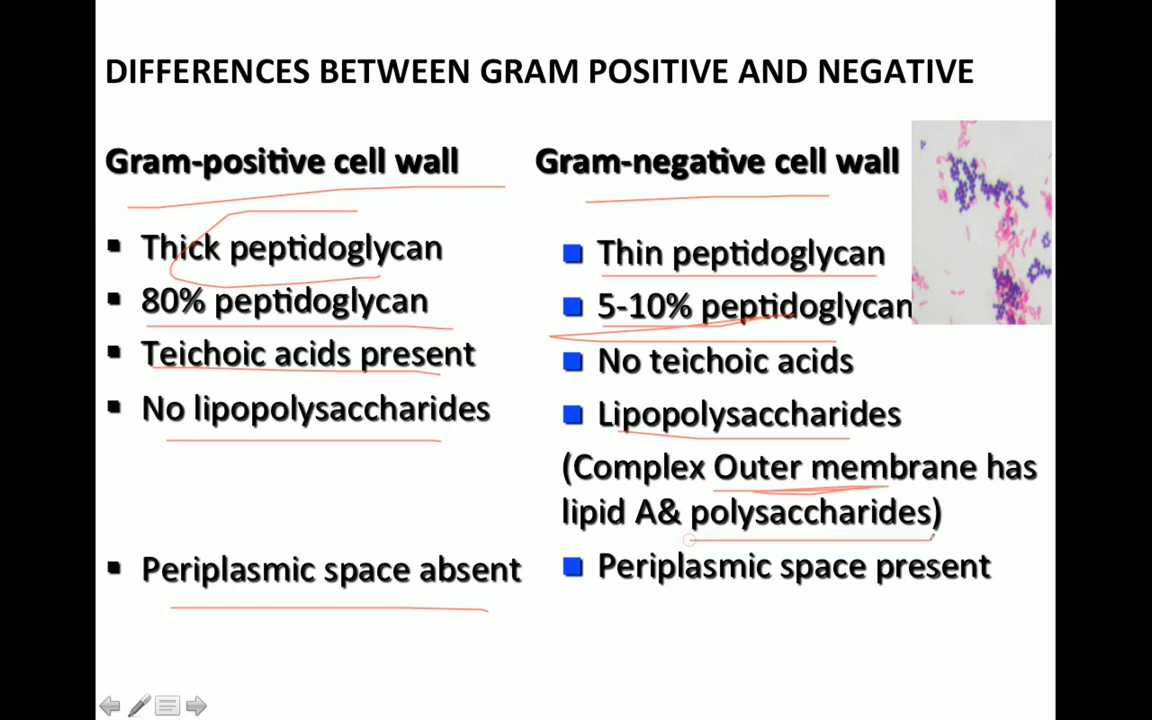 DIFFERENCES BETWEEN GRAM POSITIVE AND NEGATIVE
Gram-positive cell wall
Thick peptidoglycan
80% peptidoglycan
Teichoic acids present
No lipopolysaccharides
Periplasmic space absent
Gram-negative cell wall
Thin peptidoglycan
5-10% peptidoglycan
No teichoic acids
Lipopolysaccharides
(Complex Outer membrane has
lipid A& polysaccharides)
Periplasmic space present